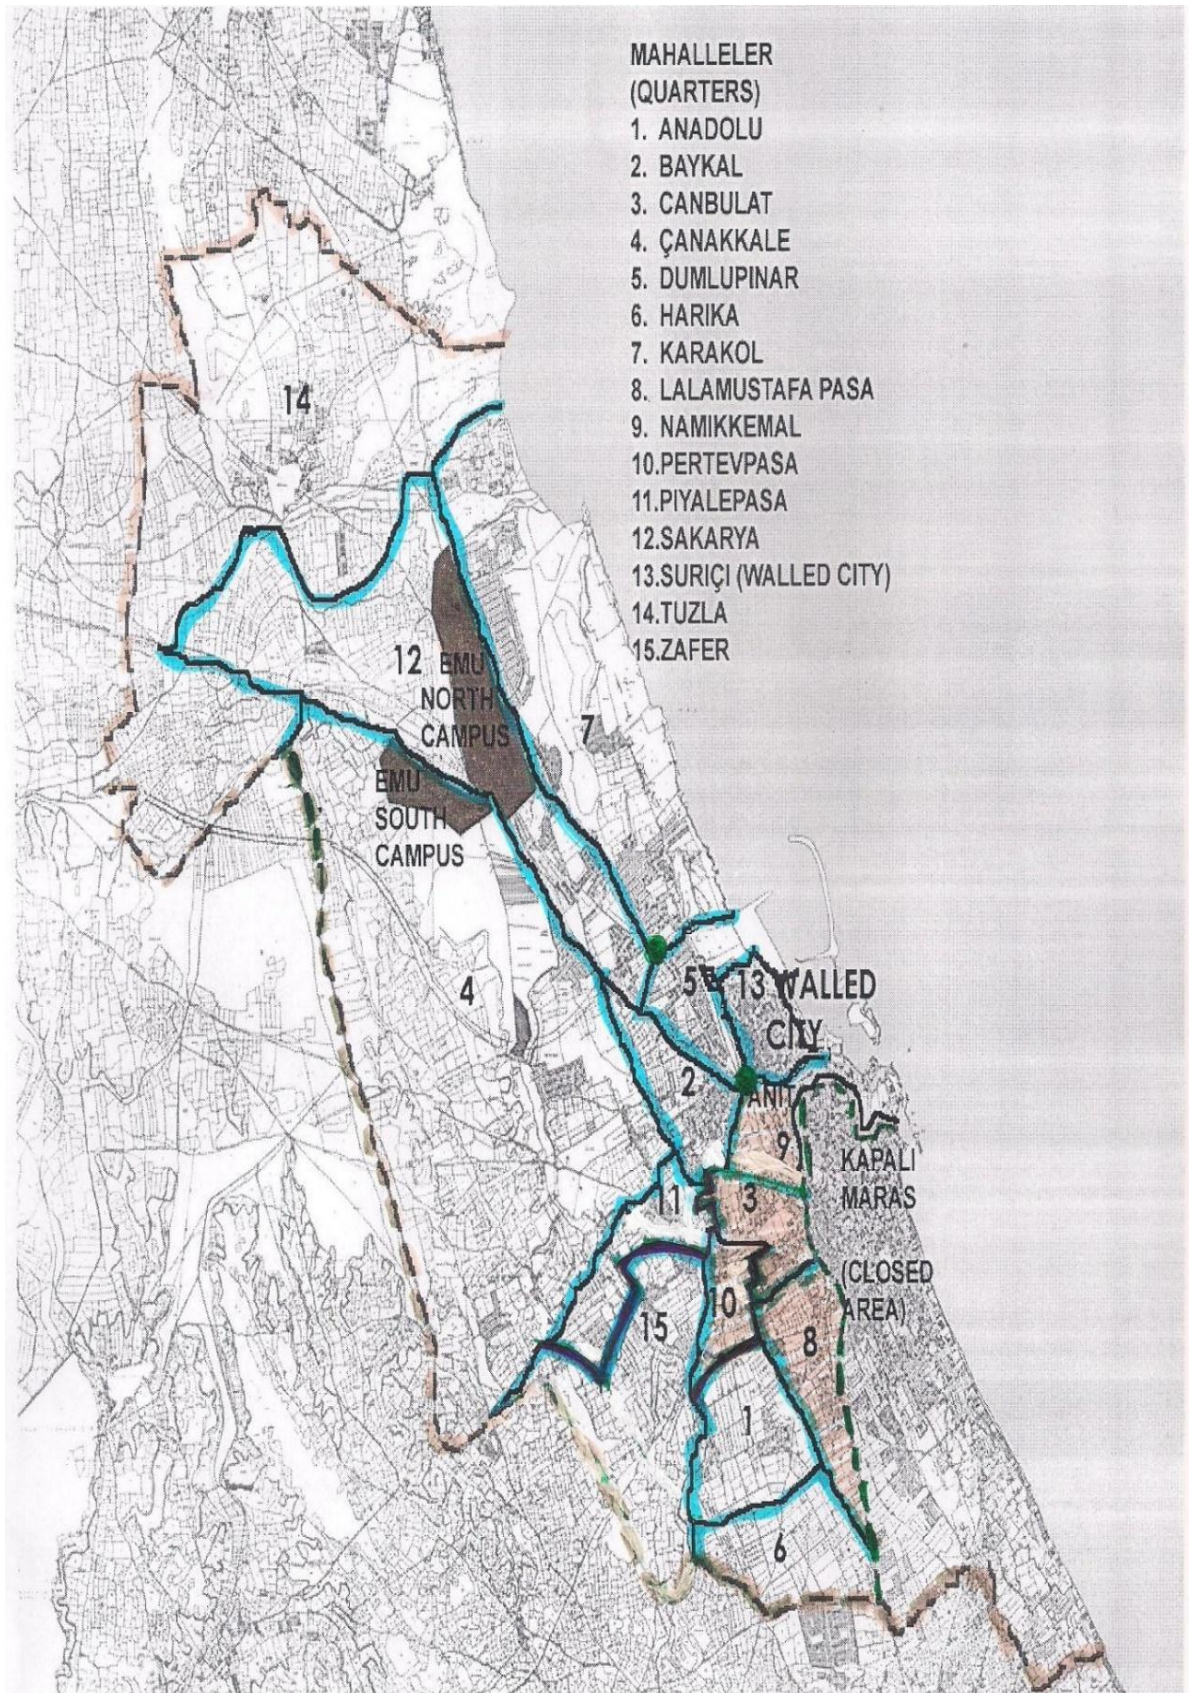 MAHALLELER
(QUARTERS)
1. ANADOLU
2. BAYKAL
3. CANBULAT
4. ÇANAKKALE
5. DUMLUPINAR
6. HARIKA
7. KARAKOL
8. LALAMUSTAFA PASA
9. NAMIKKEMAL
10.PERTEVPASA
11.PIYALEPASA
12.SAKARYA
13.SURIÇI (WALLED CITY)
14.TUZLA
15.ZAFER
14
12 EMU
NORTH
CAMPUS
7
EMU
SOUTH
CAMPUS
4
5
13 WALLED
CITY
2
ANIT
9
KAPALI
MARAS
11
3
(CLOSED
AREA)
10
15
8
1
6